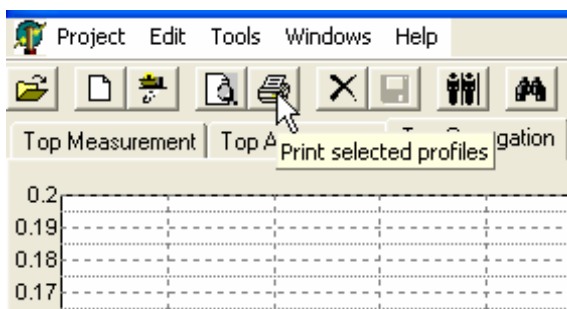 Project Edit Tools Windows Help
Top Measurement Top A gation
Print selected profiles
0.2
0.19
0.18
0.17